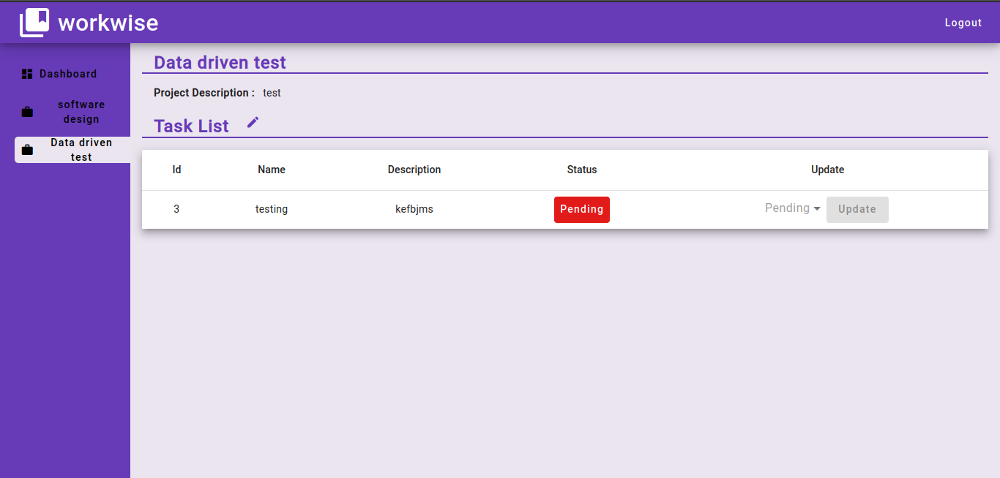 workwise
Logout
Dashboard
software
design
Data driven
test
Data driven test
Project Description : test
Task List
Id Name Description Status Update
3 testing kefbjms Pending Pending Update